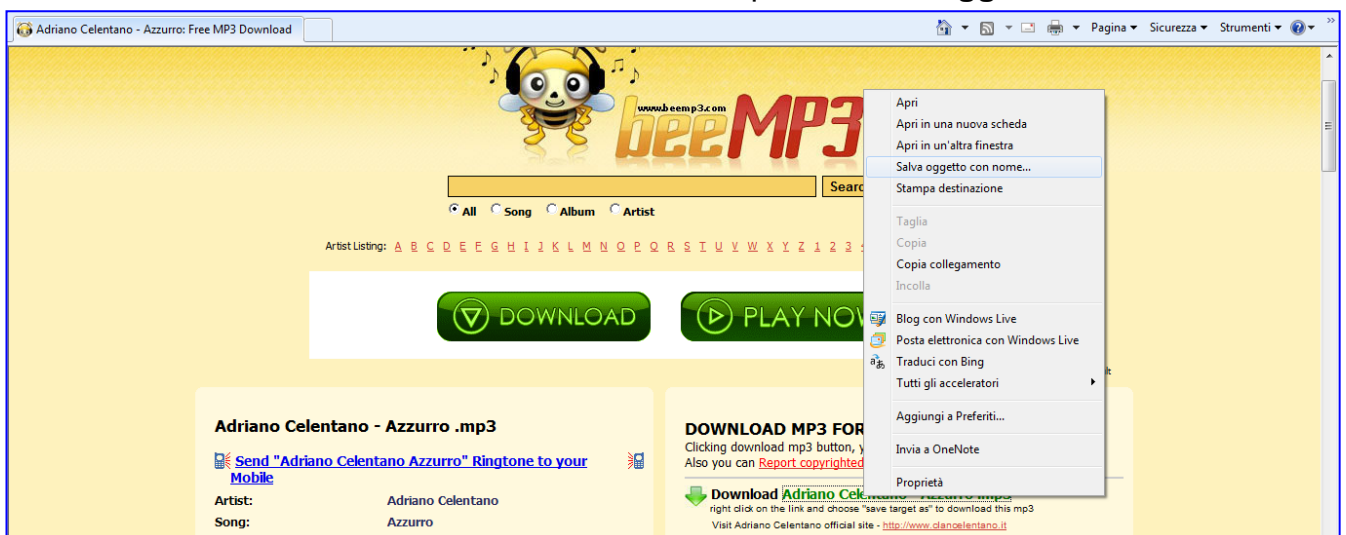 Adriano Celentano - Azzurro: Free MP3 Download
Pagina Sicurezza Strumenti
www.beemp3.com
beeMP3
All Song Album Artist
Artist Listing: A B C D E F G H I J K L M N O P Q R S T U V W X Y Z 1 2 3
DOWNLOAD
PLAY
Apri
Apri in una nuova scheda
Apri in un'altra finestra
Salva oggetto con nome...
Stampa destinazione
Taglia
Copia
Copia collegamento
Incolla
Blog con Windows Live
Posta elettronica con Windows Live
Traduci con Bing
Tutti gli acceleratori
Aggiungi a Preferiti...
Invia a OneNote
Proprietà
Adriano Celentano - Azzurro .mp3
Send "Adriano Celentano Azzurro" Ringtone to your
Mobile
Artist: Adriano Celentano
Song: Azzurro
DOWNLOAD MP3 FOR
Clicking download mp3 button,
Also you can Report copyrighted
Download Adriano
right click on the link and choose "save target as" to download this mp3
Visit Adriano Celentano official site - http://www.clancelentano.it